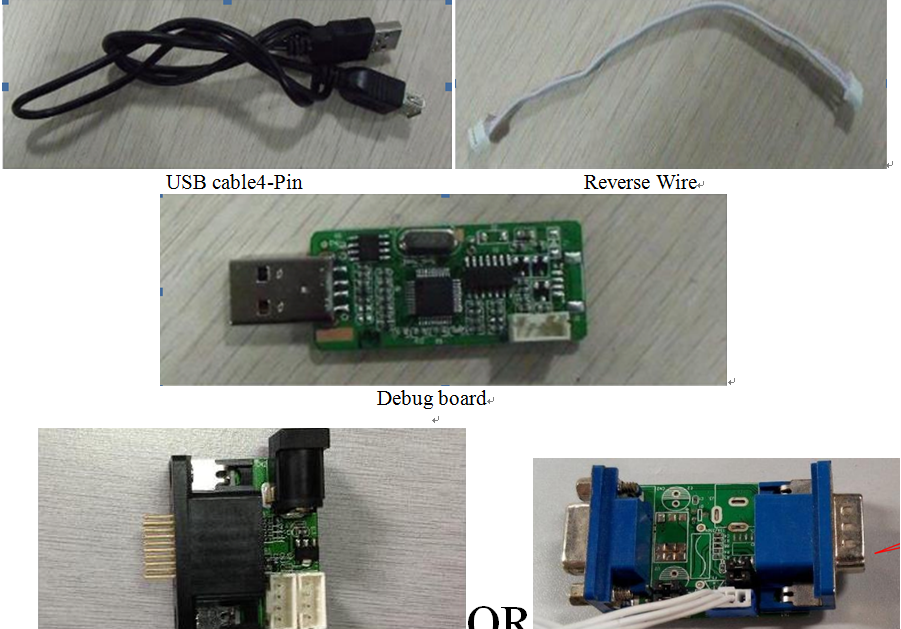 USB cable4-Pin
Reverse Wire
Debug board
OR